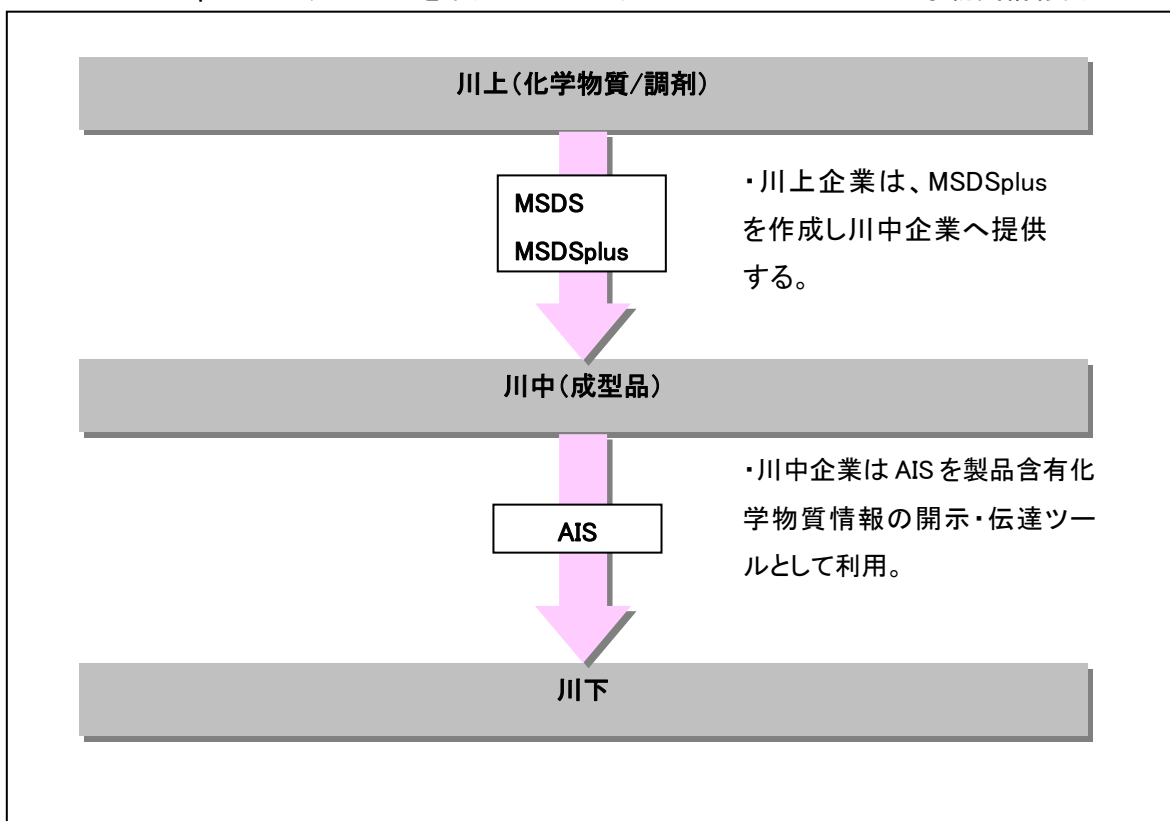 川上（化学物質/調剤）
MSDS
MSDSplus
・川上企業は、MSDSplus
を作成し川中企業へ提供
する。
川中（成型品）
AIS
・川中企業は AIS を製品含有化
学物質情報の開示・伝達ツー
ルとして利用。
川下